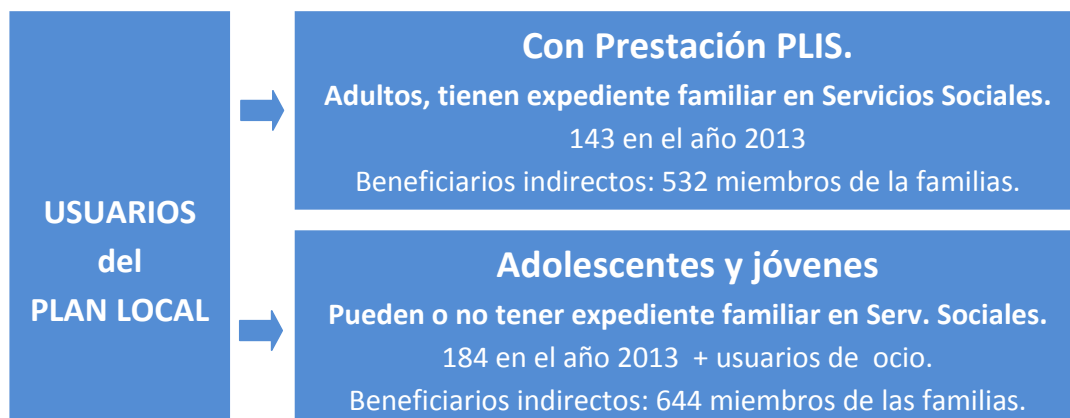 USUARIOS
del
PLAN LOCAL
Con Prestación PLIS.
Adultos, tienen expediente familiar en Servicios Sociales.
143 en el año 2013
Beneficiarios indirectos: 532 miembros de la familias.
Adolescentes y jóvenes
Pueden o no tener expediente familiar en Serv. Sociales.
184 en el año 2013 + usuarios de ocio.
Beneficiarios indirectos: 644 miembros de las familias.